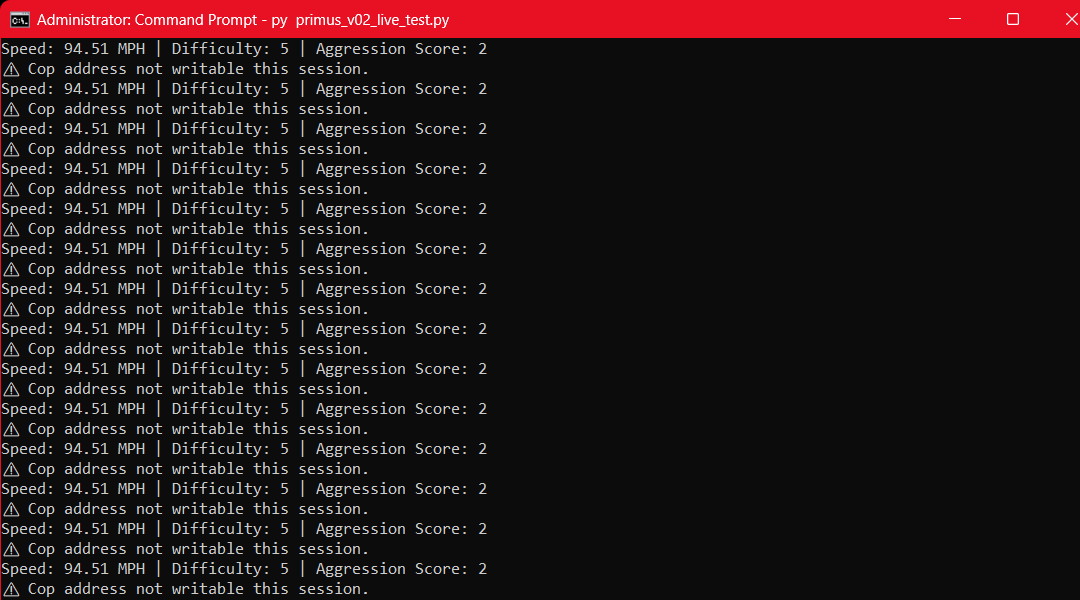 Administrator: Command Prompt - py  primus_v02_live_test.py
Speed: 94.51 MPH | Difficulty: 5 | Aggression Score: 2
⚠ Cop address not writable this session.
Speed: 94.51 MPH | Difficulty: 5 | Aggression Score: 2
⚠ Cop address not writable this session.
Speed: 94.51 MPH | Difficulty: 5 | Aggression Score: 2
⚠ Cop address not writable this session.
Speed: 94.51 MPH | Difficulty: 5 | Aggression Score: 2
⚠ Cop address not writable this session.
Speed: 94.51 MPH | Difficulty: 5 | Aggression Score: 2
⚠ Cop address not writable this session.
Speed: 94.51 MPH | Difficulty: 5 | Aggression Score: 2
⚠ Cop address not writable this session.
Speed: 94.51 MPH | Difficulty: 5 | Aggression Score: 2
⚠ Cop address not writable this session.
Speed: 94.51 MPH | Difficulty: 5 | Aggression Score: 2
⚠ Cop address not writable this session.
Speed: 94.51 MPH | Difficulty: 5 | Aggression Score: 2
⚠ Cop address not writable this session.
Speed: 94.51 MPH | Difficulty: 5 | Aggression Score: 2
⚠ Cop address not writable this session.
Speed: 94.51 MPH | Difficulty: 5 | Aggression Score: 2
⚠ Cop address not writable this session.
Speed: 94.51 MPH | Difficulty: 5 | Aggression Score: 2
⚠ Cop address not writable this session.
Speed: 94.51 MPH | Difficulty: 5 | Aggression Score: 2
⚠ Cop address not writable this session.
Speed: 94.51 MPH | Difficulty: 5 | Aggression Score: 2
⚠ Cop address not writable this session.